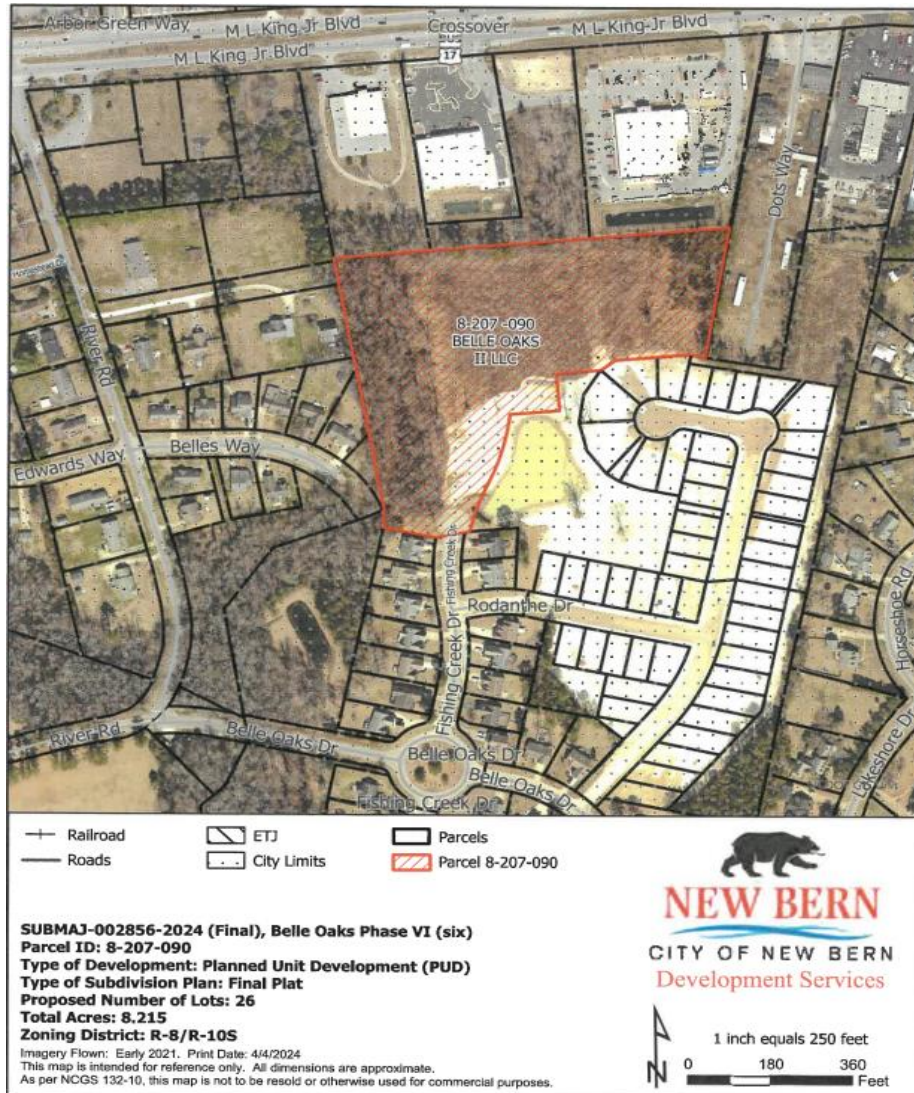 Arbor Green Way
M L King Jr Blvd
Crossover
M L King Jr Blvd
M L King Jr Blvd
US
17
Dots Way
River Rd
8-207 -090
BELLE OAKS
II LLC
Belles Way
Edwards Way
Fishing Creek Dr
Rodanthe Dr
Fishing Creek Dr
Horseshoe Rd
River Rd
Belle Oaks Dr
Belle Oaks Dr
Belle Oaks Dr
Lakeshore Dr
Fishing Creek Dr
Railroad
ETJ
Parcels
Roads
City Limits
Parcel 8-207-090
NEW BERN
CITY OF NEW BERN
Development Services
SUBMAJ-002856-2024 (Final), Belle Oaks Phase VI (six)
Parcel ID: 8-207-090
Type of Development: Planned Unit Development (PUD)
Type of Subdivision Plan: Final Plat
Proposed Number of Lots: 26
Total Acres: 8.215
Zoning District: R-8/R-10S
Imagery Flown: Early 2021. Print Date: 4/4/2024
This map is intended for reference only. All dimensions are approximate.
As per NCGS 132-10, this map is not to be resold or otherwise used for commercial purposes.
N
1 inch equals 250 feet
0 180 360
Feet